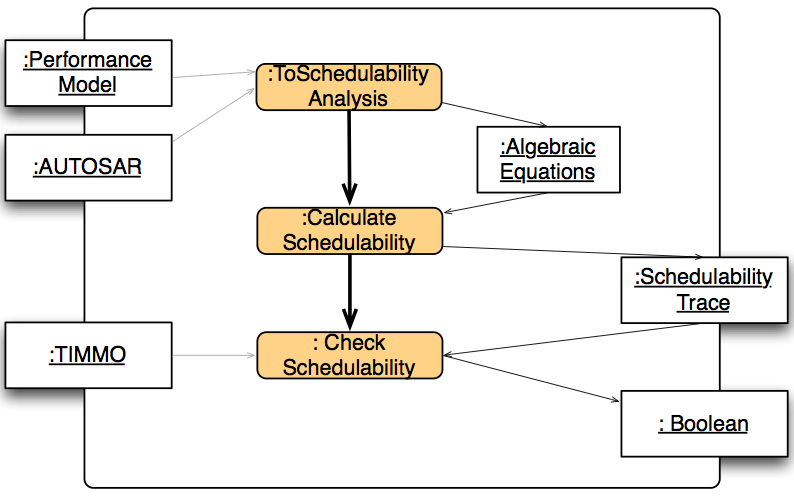 :Performance
Model
:ToSchedulability
Analysis
:AUTOSAR
:Algebraic
Equations
:Calculate
Schedulability
:Schedulability
Trace
:TIMMO
: Check
Schedulability
: Boolean